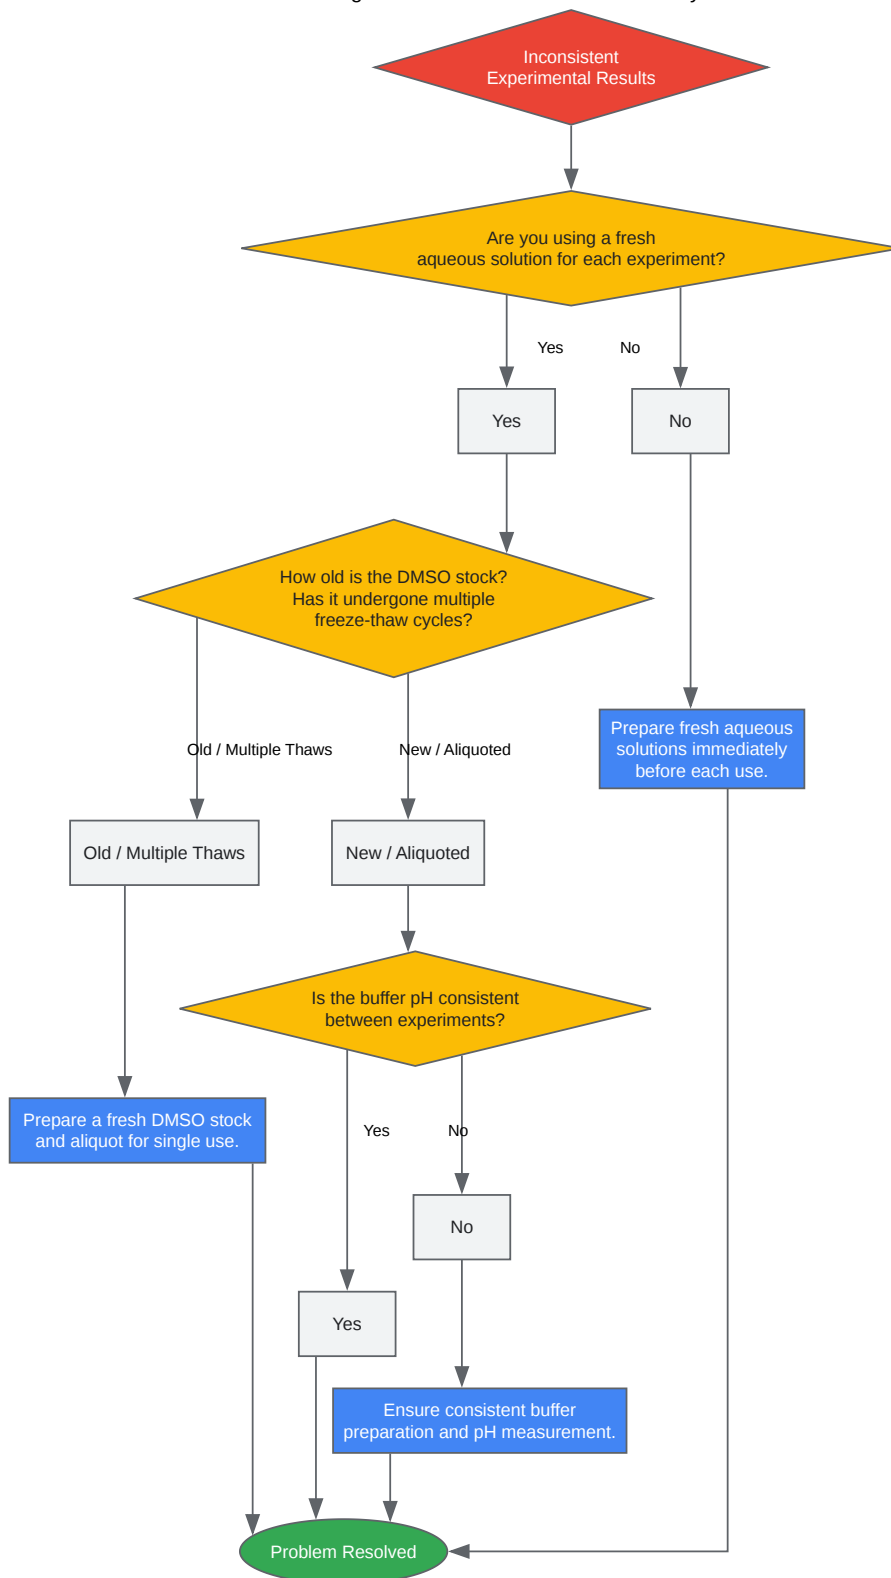 Inconsistent
Experimental Results
Are you using a fresh
aqueous solution for each experiment?
Yes
No
Yes
No
How old is the DMSO stock?
Has it undergone multiple
freeze-thaw cycles?
Prepare fresh aqueous
solutions immediately
before each use.
Old / Multiple Thaws
New / Aliquoted
Old / Multiple Thaws
New / Aliquoted
Is the buffer pH consistent
between experiments?
Prepare a fresh DMSO stock
and aliquot for single use.
Yes
No
No
Yes
Ensure consistent buffer
preparation and pH measurement.
Problem Resolved